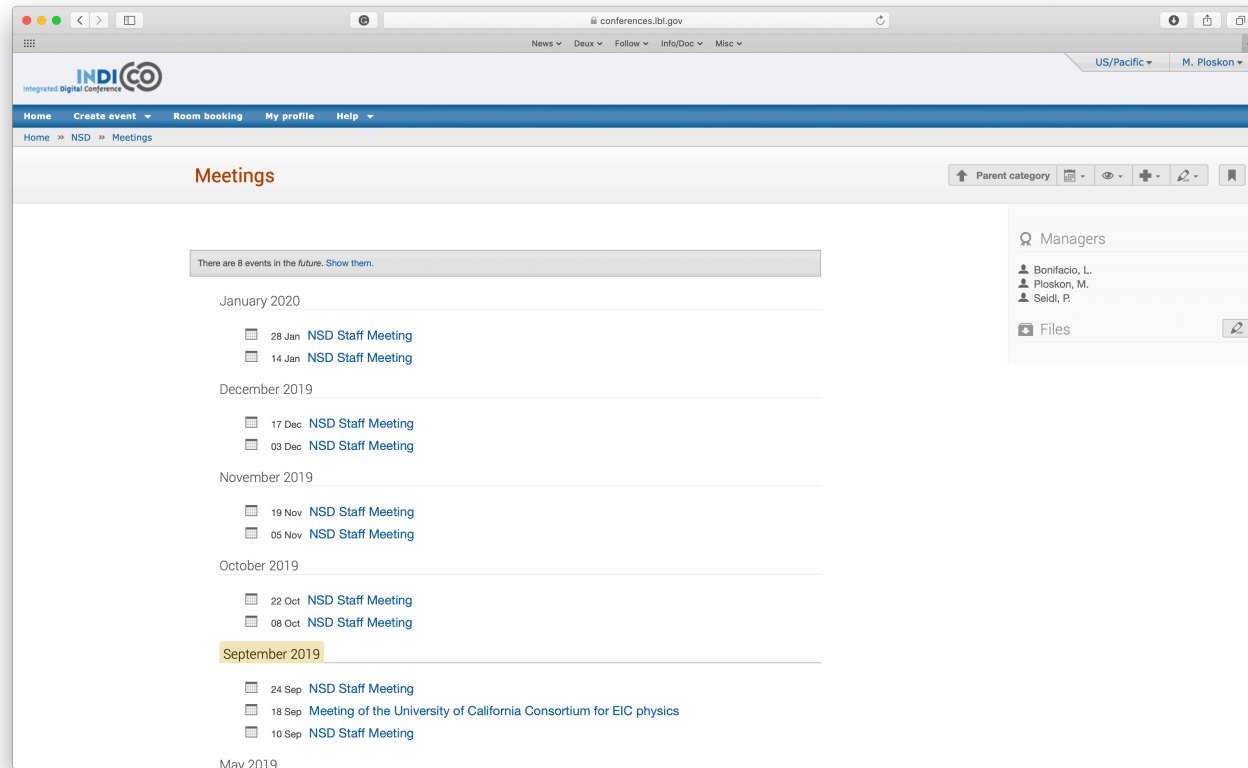 conferences.lbl.gov
News Deux Follow Info/Doc Misc
INDICO
Integrated Digital Conference
US/Pacific M. Ploskon
Home Create event Room booking My profile Help
Home » NSD » Meetings
Meetings
Parent category
There are 8 events in the future. Show them.
January 2020
28 Jan NSD Staff Meeting
14 Jan NSD Staff Meeting
December 2019
17 Dec NSD Staff Meeting
03 Dec NSD Staff Meeting
November 2019
19 Nov NSD Staff Meeting
05 Nov NSD Staff Meeting
October 2019
22 Oct NSD Staff Meeting
08 Oct NSD Staff Meeting
September 2019
24 Sep NSD Staff Meeting
18 Sep Meeting of the University of California Consortium for EIC physics
10 Sep NSD Staff Meeting
May 2019
Managers
Bonifacio, L.
Ploskon, M.
Seidl, P.
Files